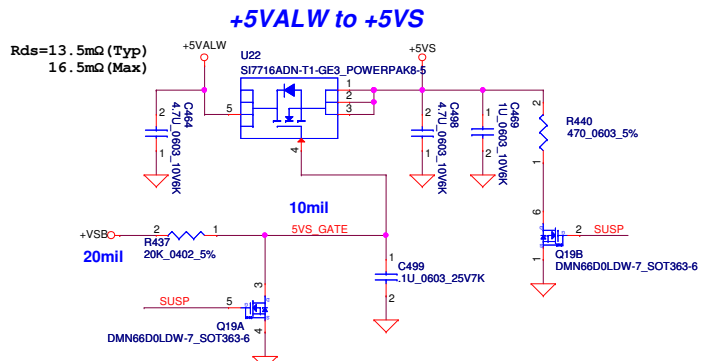 +5VALW to +5VS
Rds=13.5mΩ(Typ)
16.5mΩ(Max)
+5VALW
U22
SI7716ADN-T1-GE3_POWERPAK8-5
+5VS
5
1
2
3
4
2
C464
4.7U_0603_10V6K
1
2
C498
4.7U_0603_10V6K
1
1
C469
1U_0603_10V6K
2
2
R440
470_0603_5%
1
10mil
+VSB
2
1
5VS_GATE
20mil
R437
20K_0402_5%
6
2
SUSP
1
Q19B
DMN66D0LDW-7_SOT363-6
1
C499
.1U_0603_25V7K
2
3
SUSP
5
4
Q19A
DMN66D0LDW-7_SOT363-6